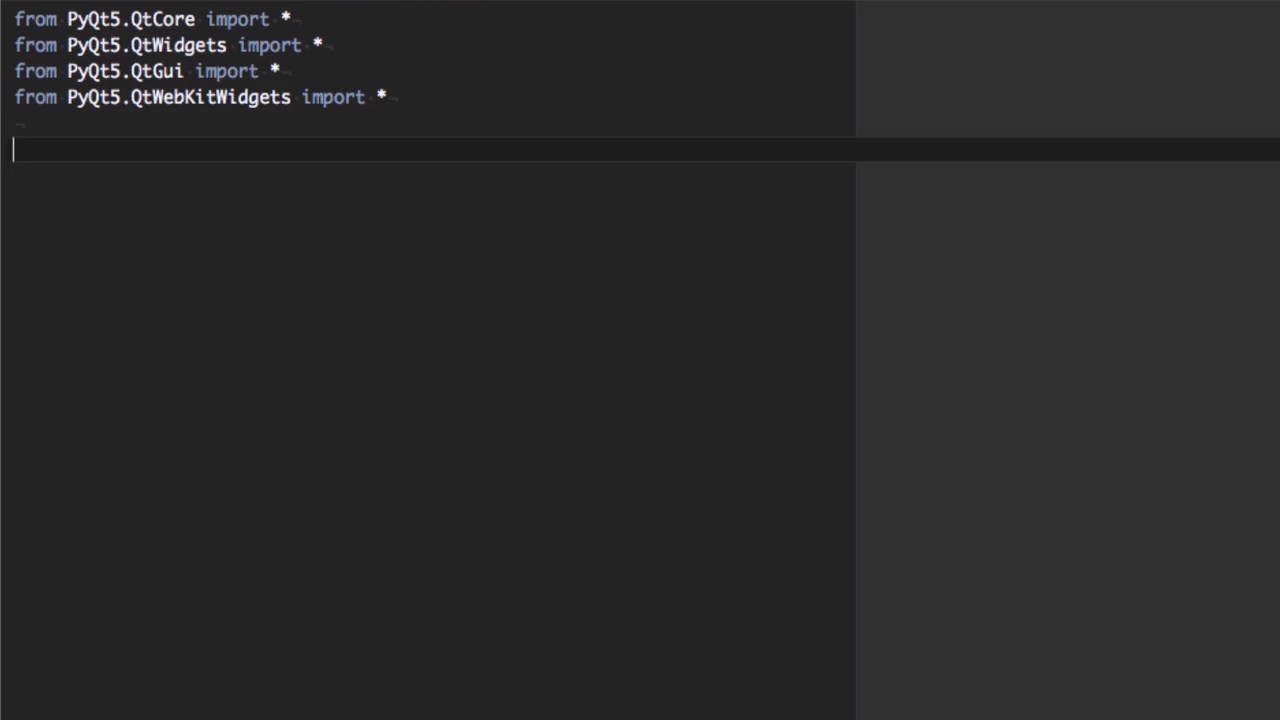 from PyQt5.QtCore import *
from PyQt5.QtWidgets import *
from PyQt5.QtGui import *
from PyQt5.QtWebKitWidgets import *